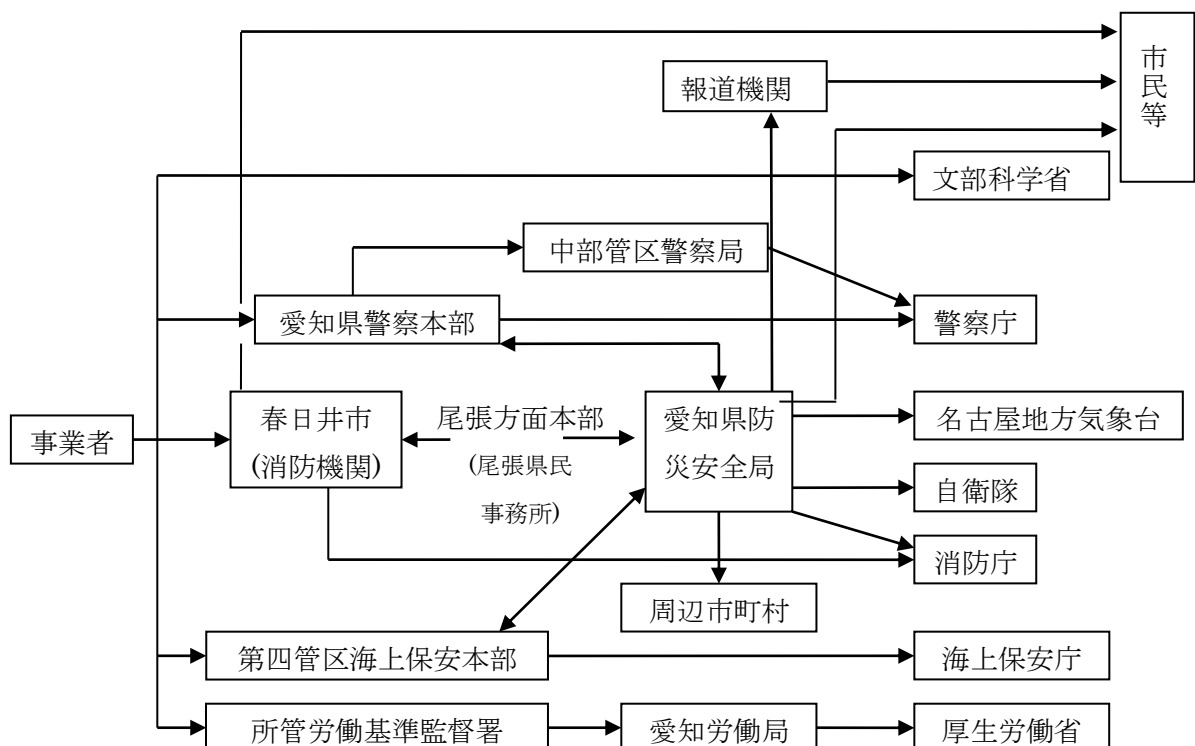 市民等
報道機関
文部科学省
中部管区警察局
愛知県警察本部
警察庁
事業者
春日井市
(消防機関)
尾張方面本部
(尾張県民
事務所)
愛知県防
災安全局
名古屋地方気象台
自衛隊
消防庁
周辺市町村
第四管区海上保安本部
海上保安庁
所管労働基準監督署
愛知労働局
厚生労働省